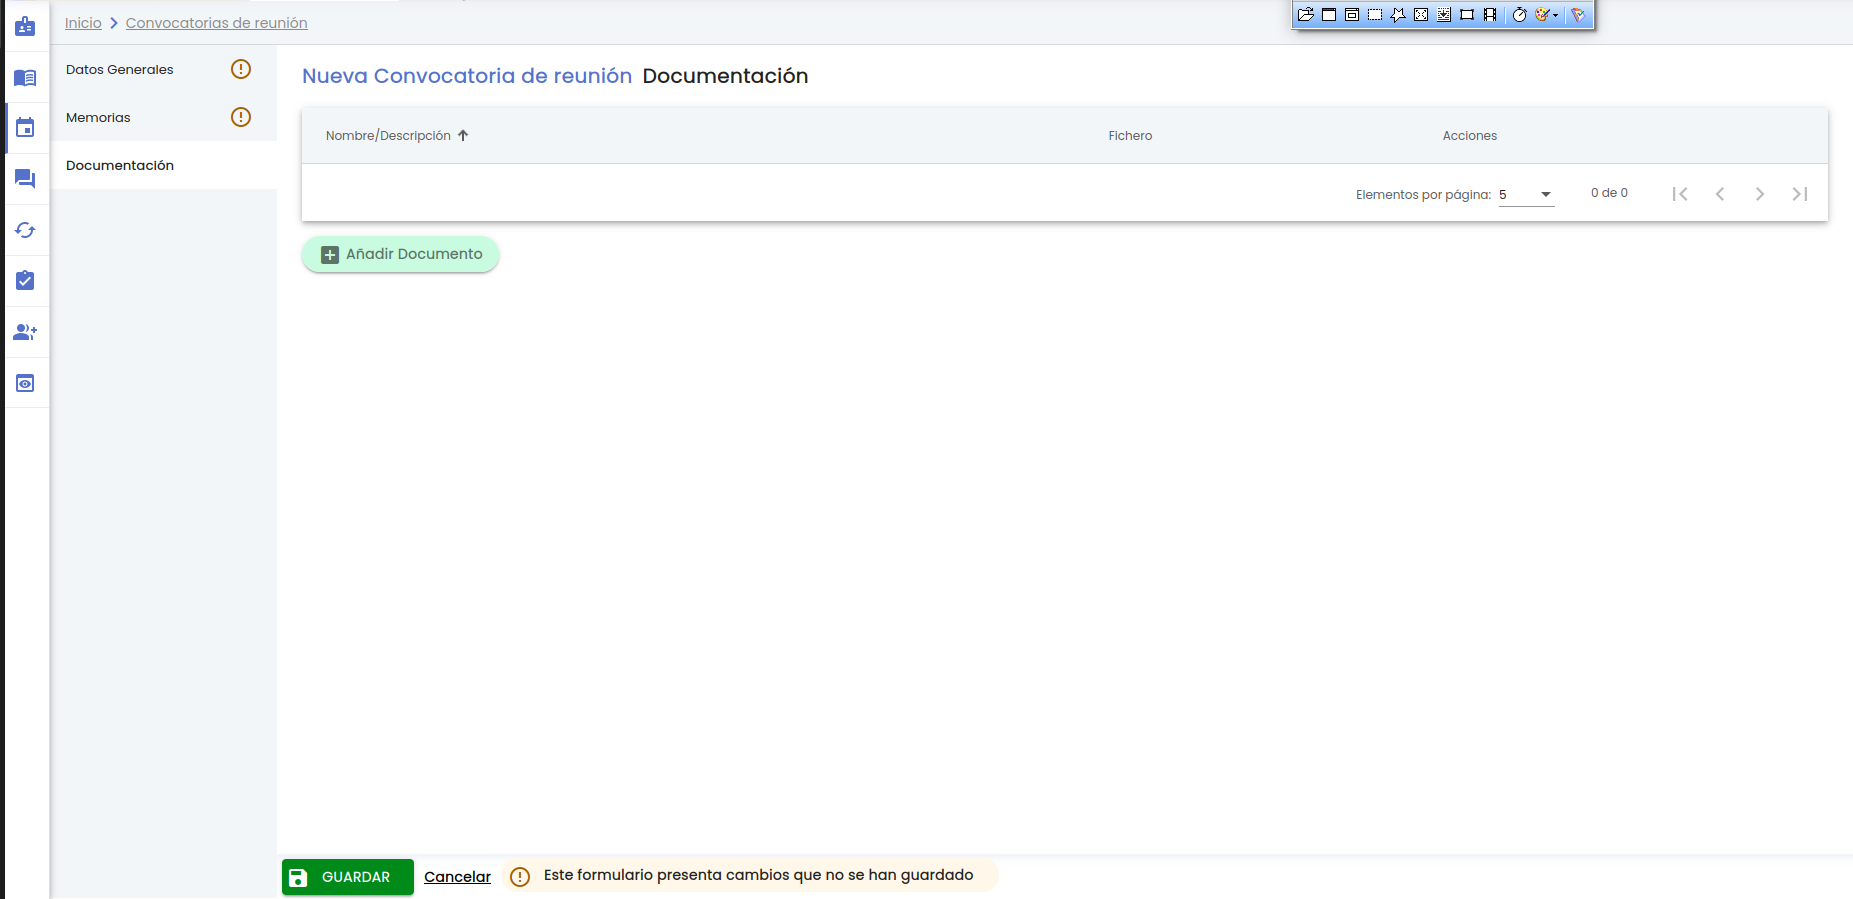 Inicio > Convocatorias de reunión
Datos Generales
Memorias
Documentación
Nueva Convocatoria de reunión Documentación
Nombre/Descripción Fichero Acciones
Elementos por página: 5 0 de 0
Añadir Documento
GUARDAR Cancelar Este formulario presenta cambios que no se han guardado